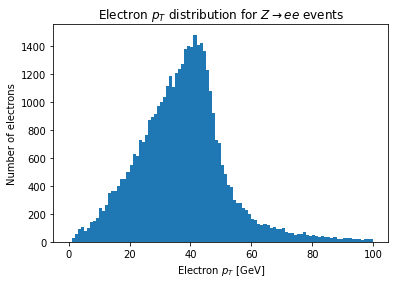 Electron $p_T$ distribution for $Z \rightarrow ee$ events
1400
1200
1000
800
600
400
200
0
Number of electrons
0 20 40 60 80 100
Electron $p_T$ [GeV]